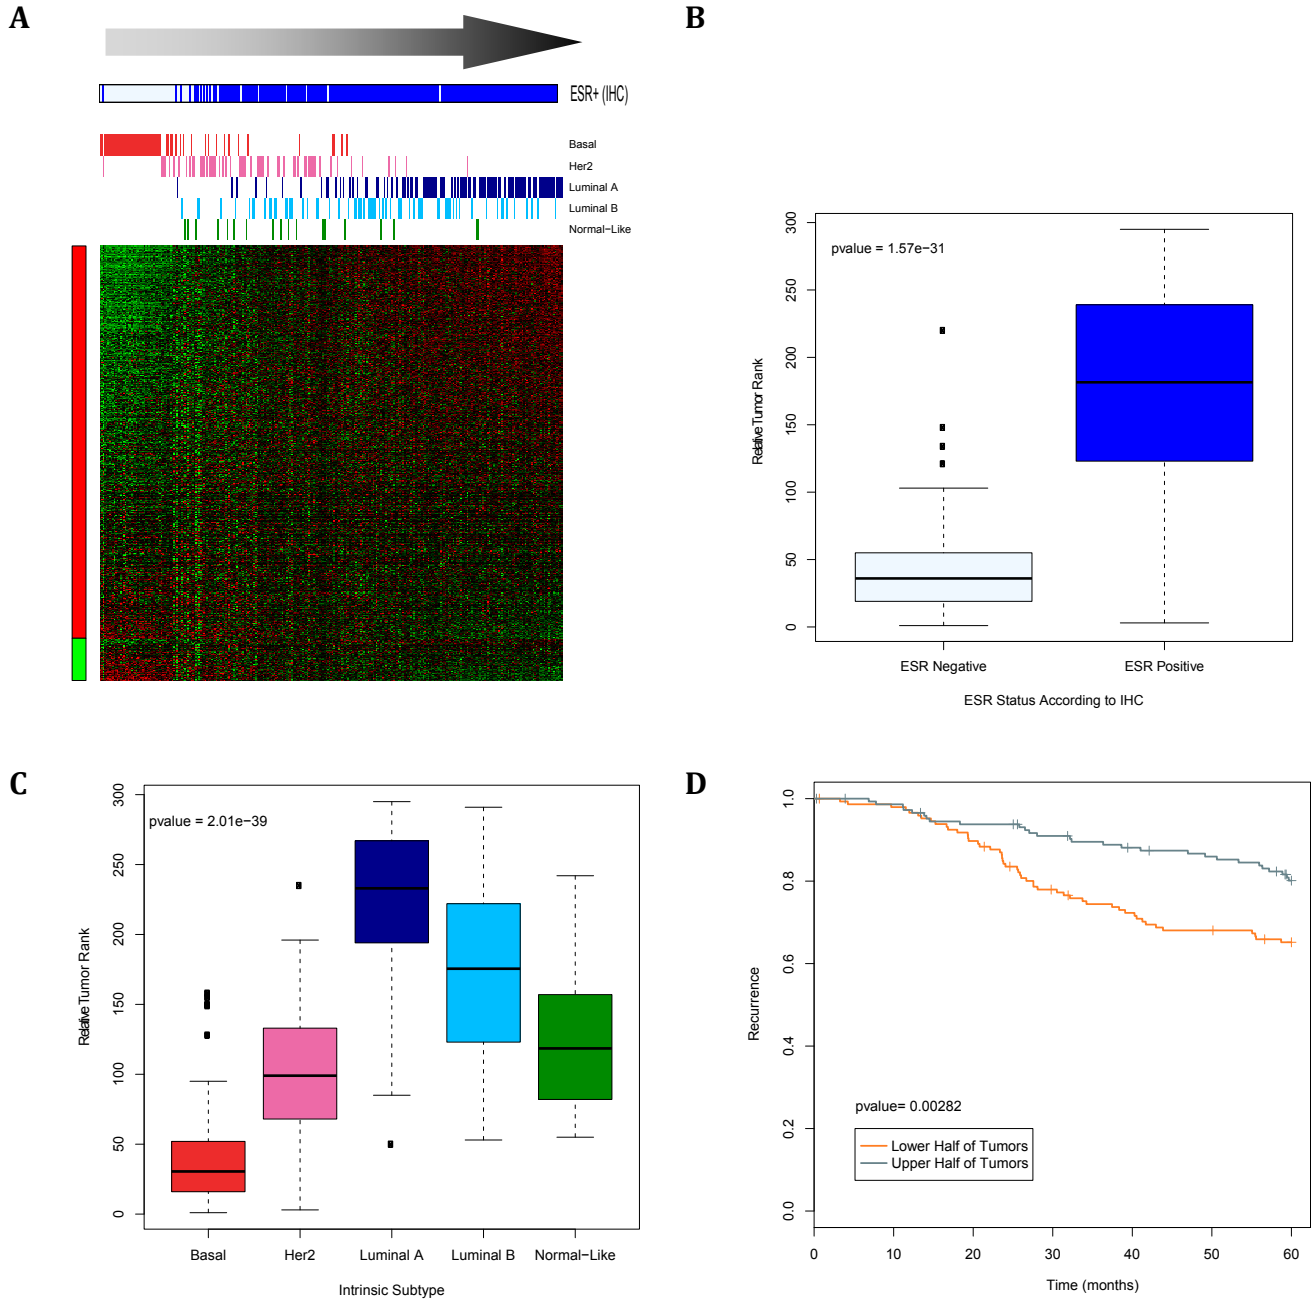 A
ESR+ (IHC)
Basal
Her2
Luminal A
Luminal B
Normal-Like
B
pvalue = 1.57e-31
Relative Tumor Rank
0
50
100
150
200
250
300
ESR Negative
ESR Positive
ESR Status According to IHC
C
pvalue = 2.01e-39
Relative Tumor Rank
0
50
100
150
200
250
300
Basal
Her2
Luminal A
Luminal B
Normal-Like
Intrinsic Subtype
D
Recurrence
0.0
0.2
0.4
0.6
0.8
1.0
pvalue= 0.00282
Lower Half of Tumors
Upper Half of Tumors
0
10
20
30
40
50
60
Time (months)